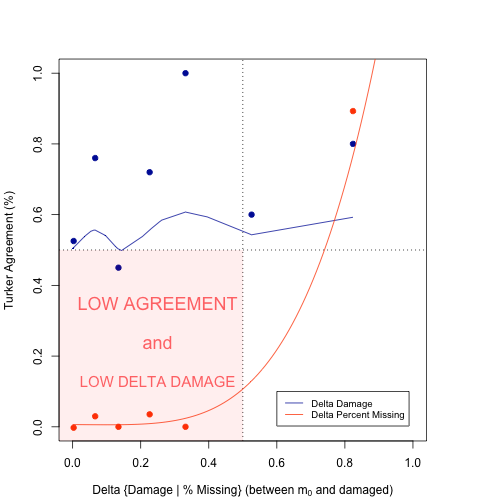 1.0
0.8
0.6
0.4
0.2
0.0
Turker Agreement (%)
LOW AGREEMENT
and
LOW DELTA DAMAGE
Delta Damage
Delta Percent Missing
0.0 0.2 0.4 0.6 0.8 1.0
Delta {Damage | % Missing} (between m₀ and damaged)